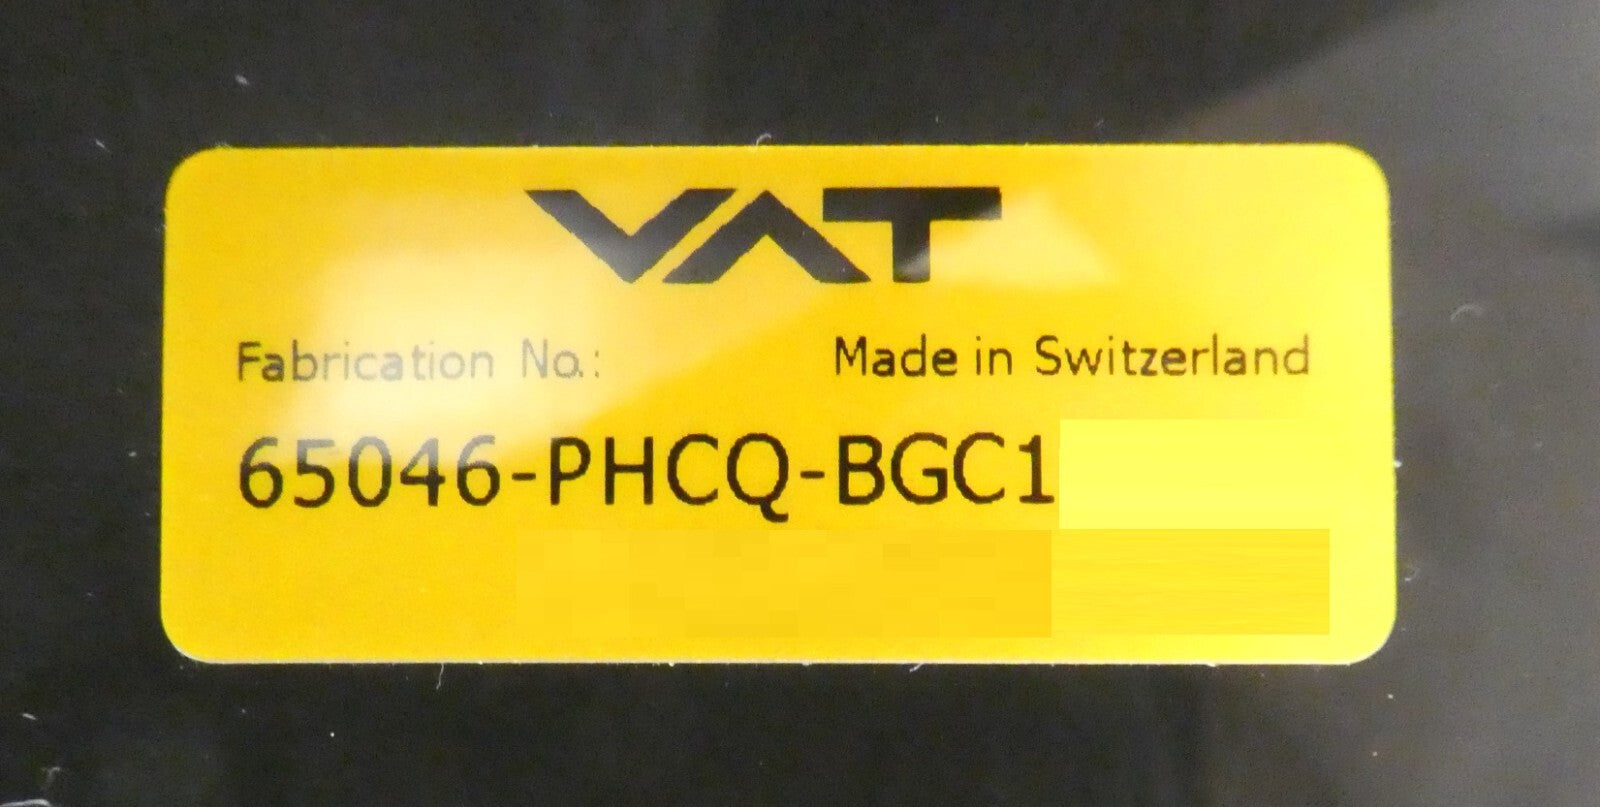 VAT
Fabrication No.: Made in Switzerland
65046-PHCQ-BGC1